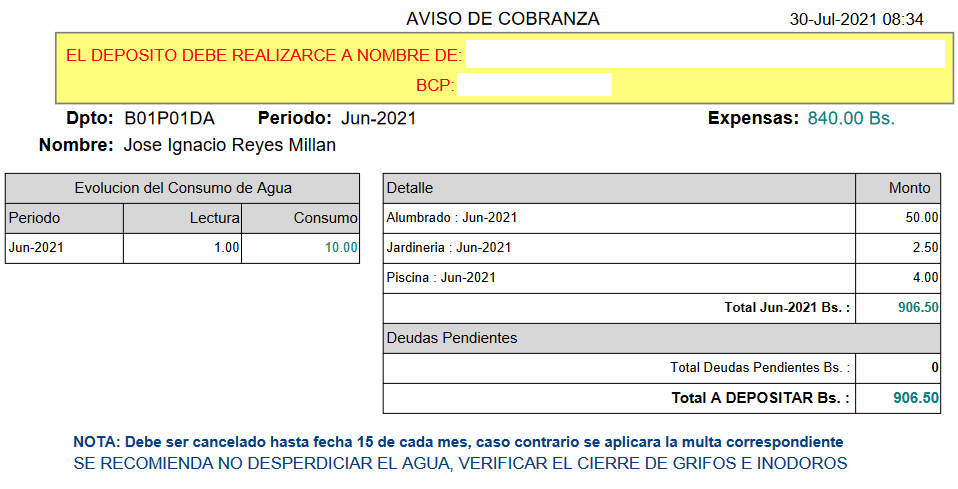 AVISO DE COBRANZA 30-Jul-2021 08:34
EL DEPOSITO DEBE REALIZARCE A NOMBRE DE:
BCP:
Dpto: B01P01DA Periodo: Jun-2021 Expensas: 840.00 Bs.
Nombre: Jose Ignacio Reyes Millan
Evolucion del Consumo de Agua
Periodo Lectura Consumo
Jun-2021 1.00 10.00
Detalle Monto
Alumbrado : Jun-2021 50.00
Jardineria : Jun-2021 2.50
Piscina : Jun-2021 4.00
Total Jun-2021 Bs. : 906.50
Deudas Pendientes
Total Deudas Pendientes Bs. : 0
Total A DEPOSITAR Bs. : 906.50
NOTA: Debe ser cancelado hasta fecha 15 de cada mes, caso contrario se aplicara la multa correspondiente
SE RECOMIENDA NO DESPERDICIAR EL AGUA, VERIFICAR EL CIERRE DE GRIFOS E INODOROS